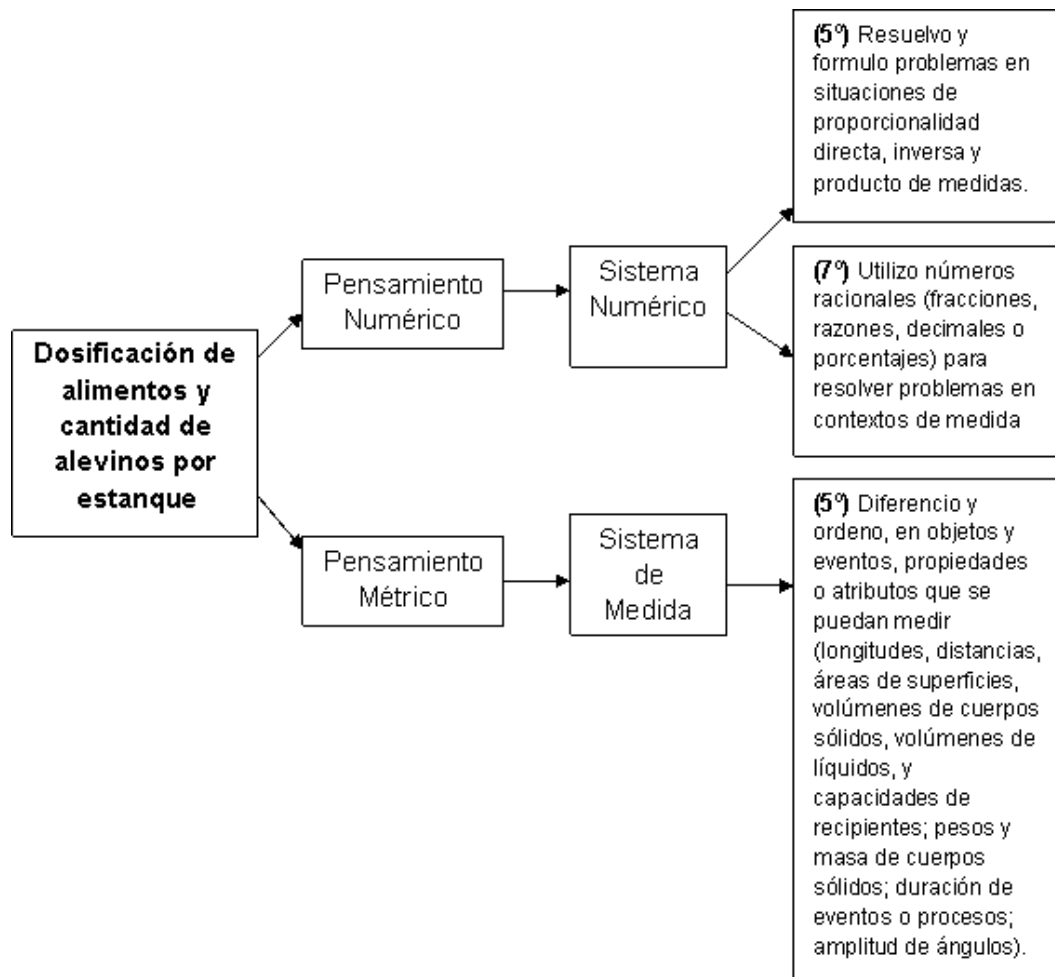 Dosificación de
alimentos y
cantidad de
alevinos por
estanque
Pensamiento
Numérico
Sistema
Numérico
(5º) Resuelvo y
formulo problemas en
situaciones de
proporcionalidad
directa, inversa y
producto de medidas.
(7º) Utilizo números
racionales (fracciones,
razones, decimales o
porcentajes) para
resolver problemas en
contextos de medida
Pensamiento
Métrico
Sistema
de
Medida
(5º) Diferencio y
ordeno, en objetos y
eventos, propiedades
o atributos que se
puedan medir
(longitudes, distancias,
áreas de superficies,
volúmenes de cuerpos
sólidos, volúmenes de
líquidos, y
capacidades de
recipientes; pesos y
masa de cuerpos
sólidos; duración de
eventos o procesos;
amplitud de ángulos).